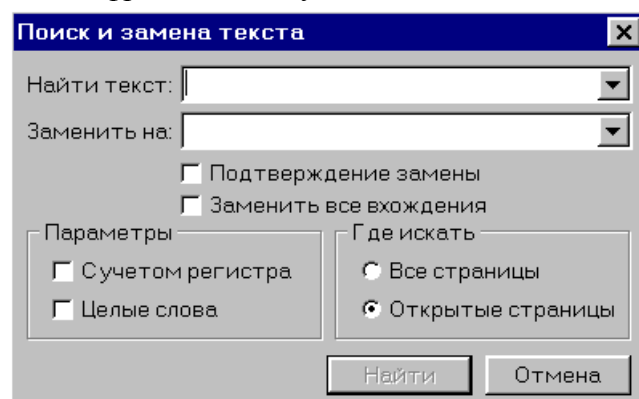 Поиск и замена текста
Найти текст:
Заменить на:
Подтверждение замены
Заменить все вхождения
Параметры
С учетом регистра
Целые слова
Где искать
Все страницы
Открытые страницы
Найти
Отмена